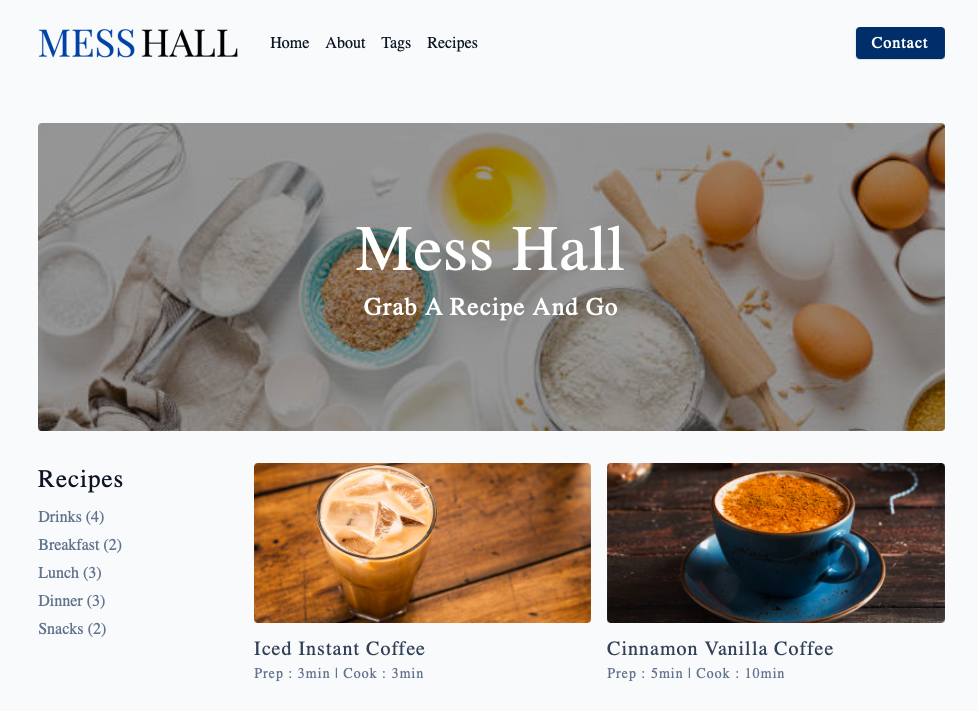 MESS HALL
Home About Tags Recipes
Contact
Mess Hall
Grab A Recipe And Go
Recipes
Drinks (4)
Breakfast (2)
Lunch (3)
Dinner (3)
Snacks (2)
Iced Instant Coffee
Prep : 3min | Cook : 3min
Cinnamon Vanilla Coffee
Prep : 5min | Cook : 10min